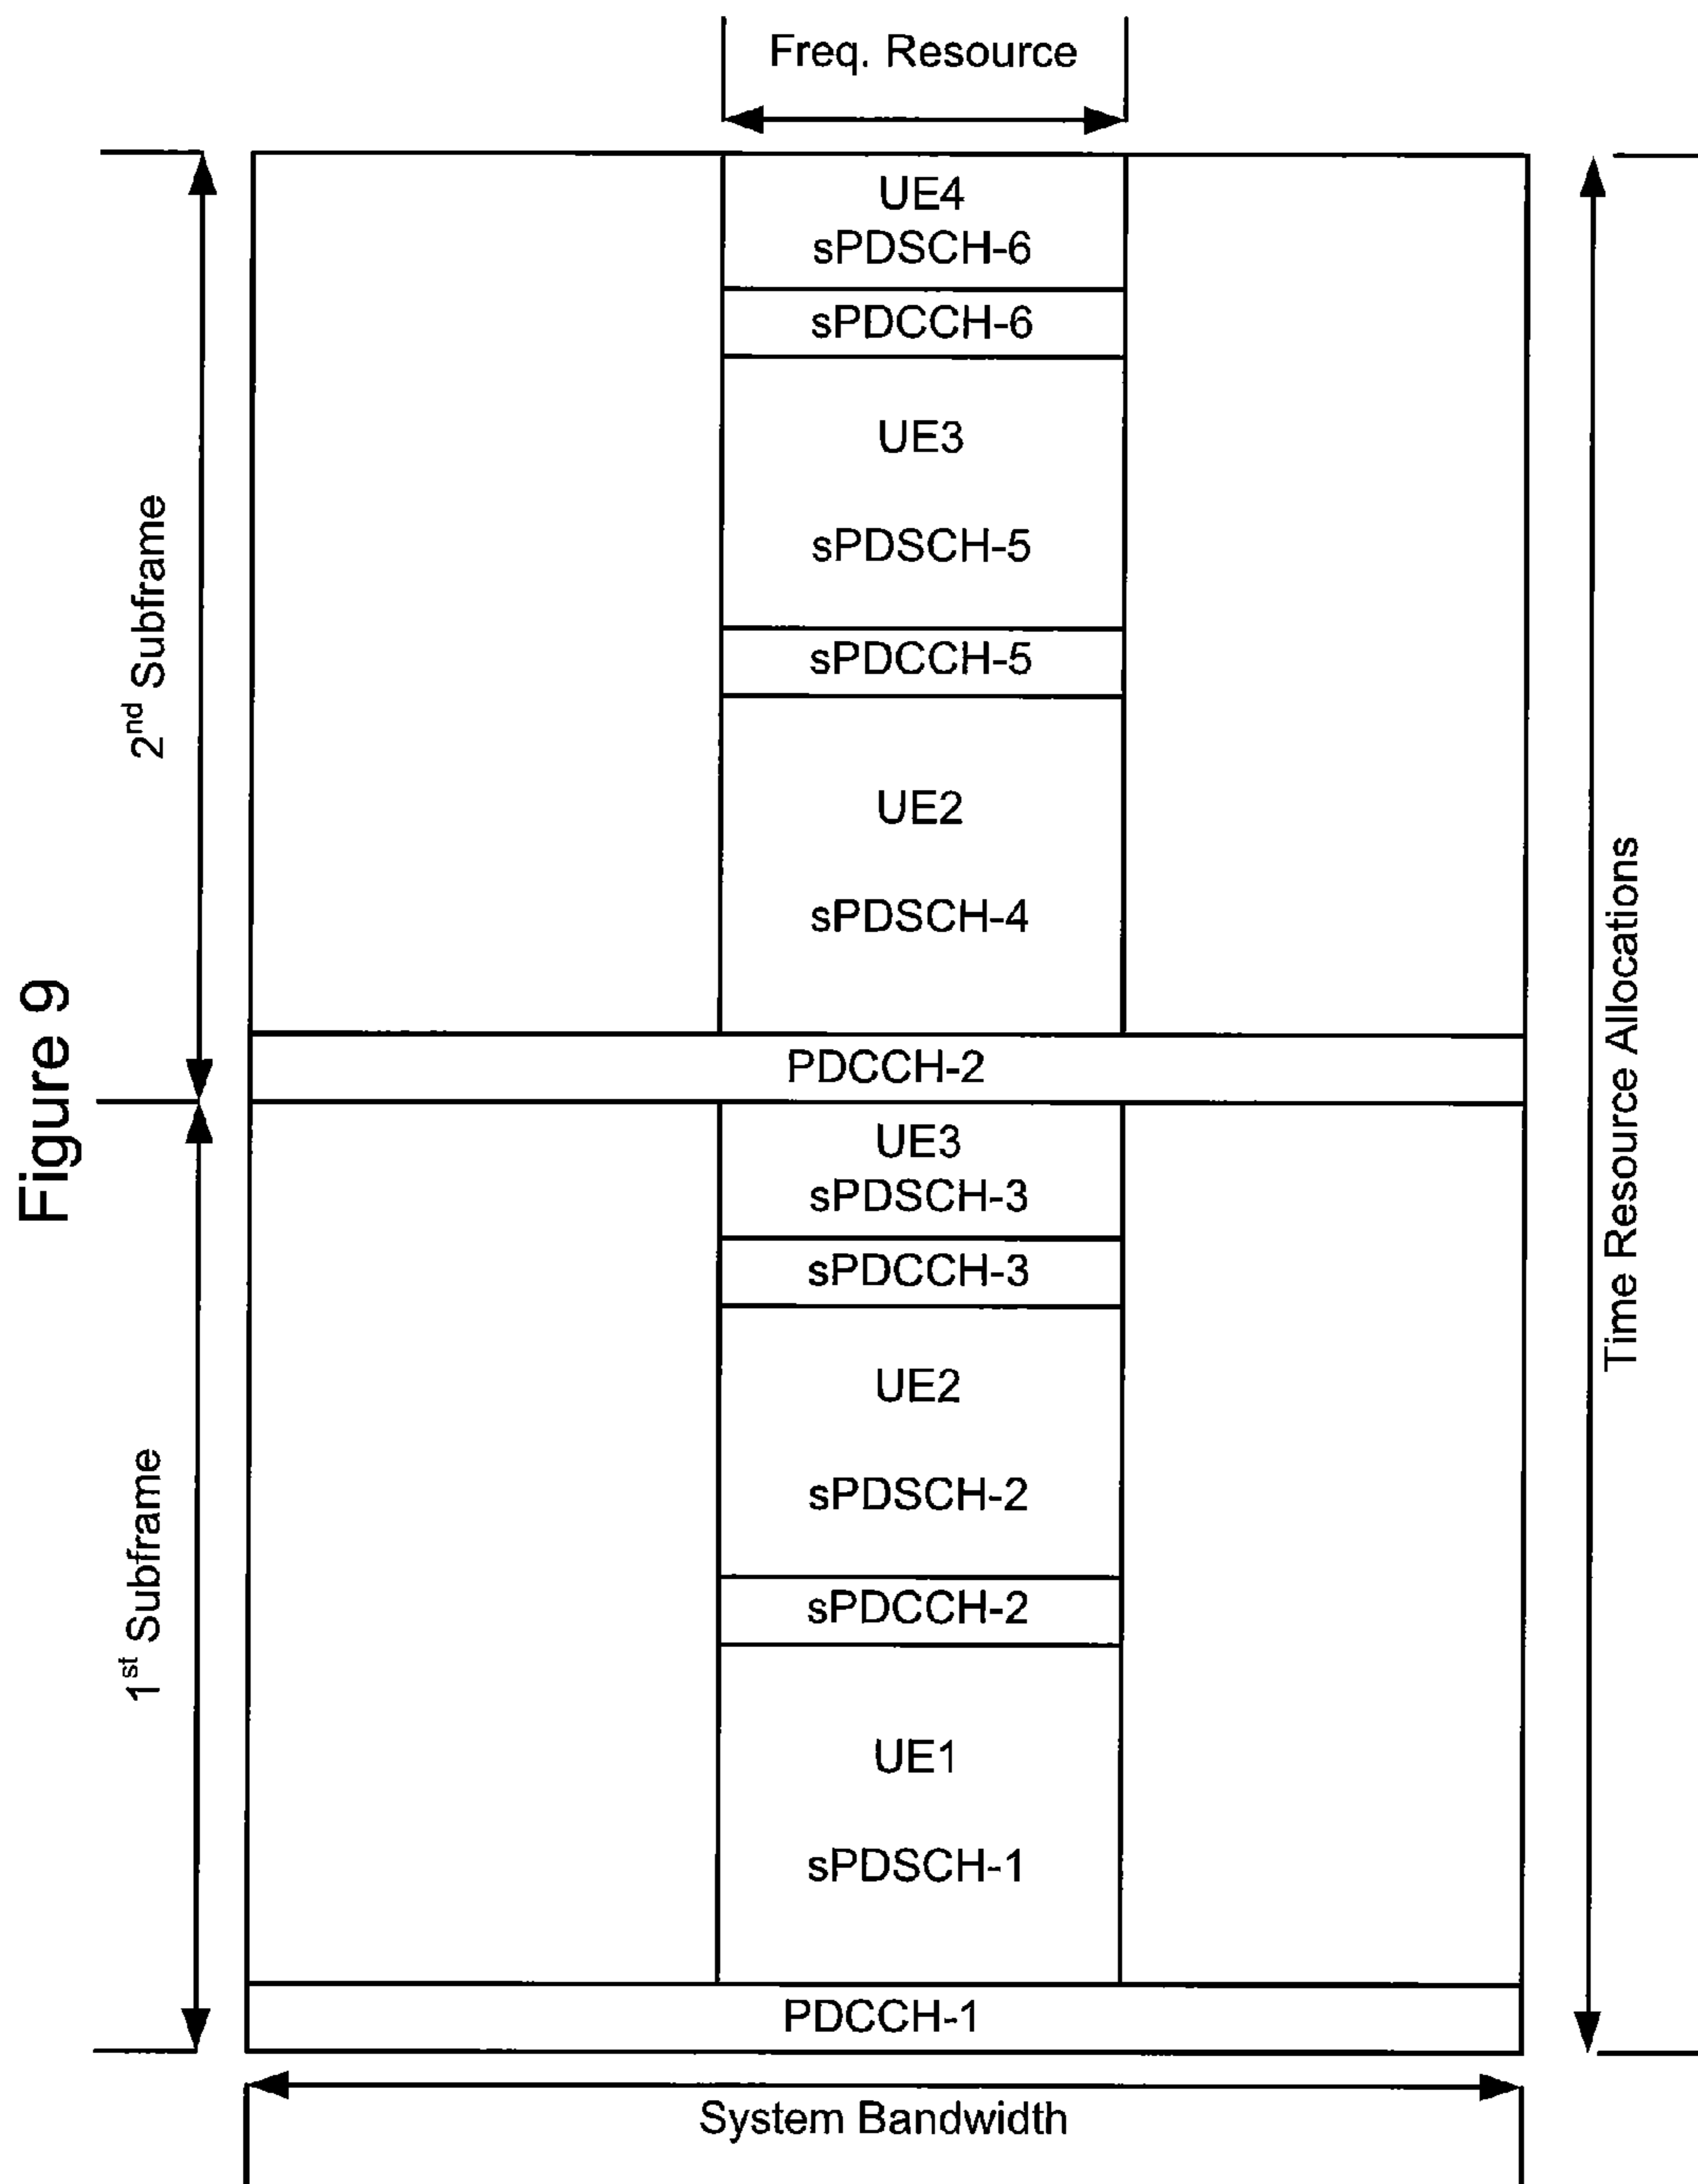 Freq. Resource
UE4
sPDSCH-6
sPDCCH-6
UE3
sPDSCH-5
sPDCCH-5
UE2
sPDSCH-4
PDCCH-2
UE3
sPDSCH-3
sPDCCH-3
UE2
sPDSCH-2
sPDCCH-2
UE1
sPDSCH-1
PDCCH-1
System Bandwidth
2nd Subframe
1st Subframe
Figure 9
Time Resource Allocations